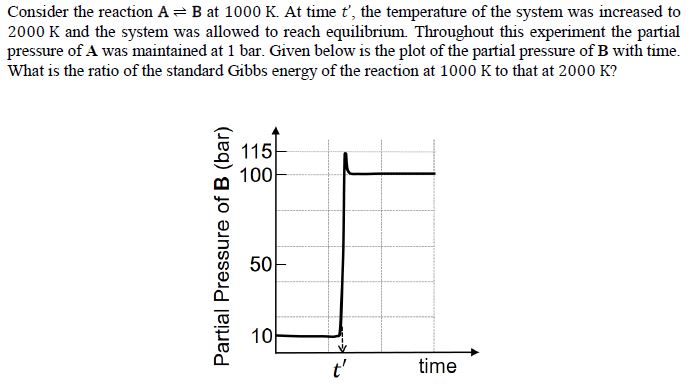 Consider the reaction A ⇌ B at 1000 K. At time t′, the temperature of the system was increased to
2000 K and the system was allowed to reach equilibrium. Throughout this experiment the partial
pressure of A was maintained at 1 bar. Given below is the plot of the partial pressure of B with time.
What is the ratio of the standard Gibbs energy of the reaction at 1000 K to that at 2000 K?
Partial Pressure of B (bar)
115
100
50
10
t′
time